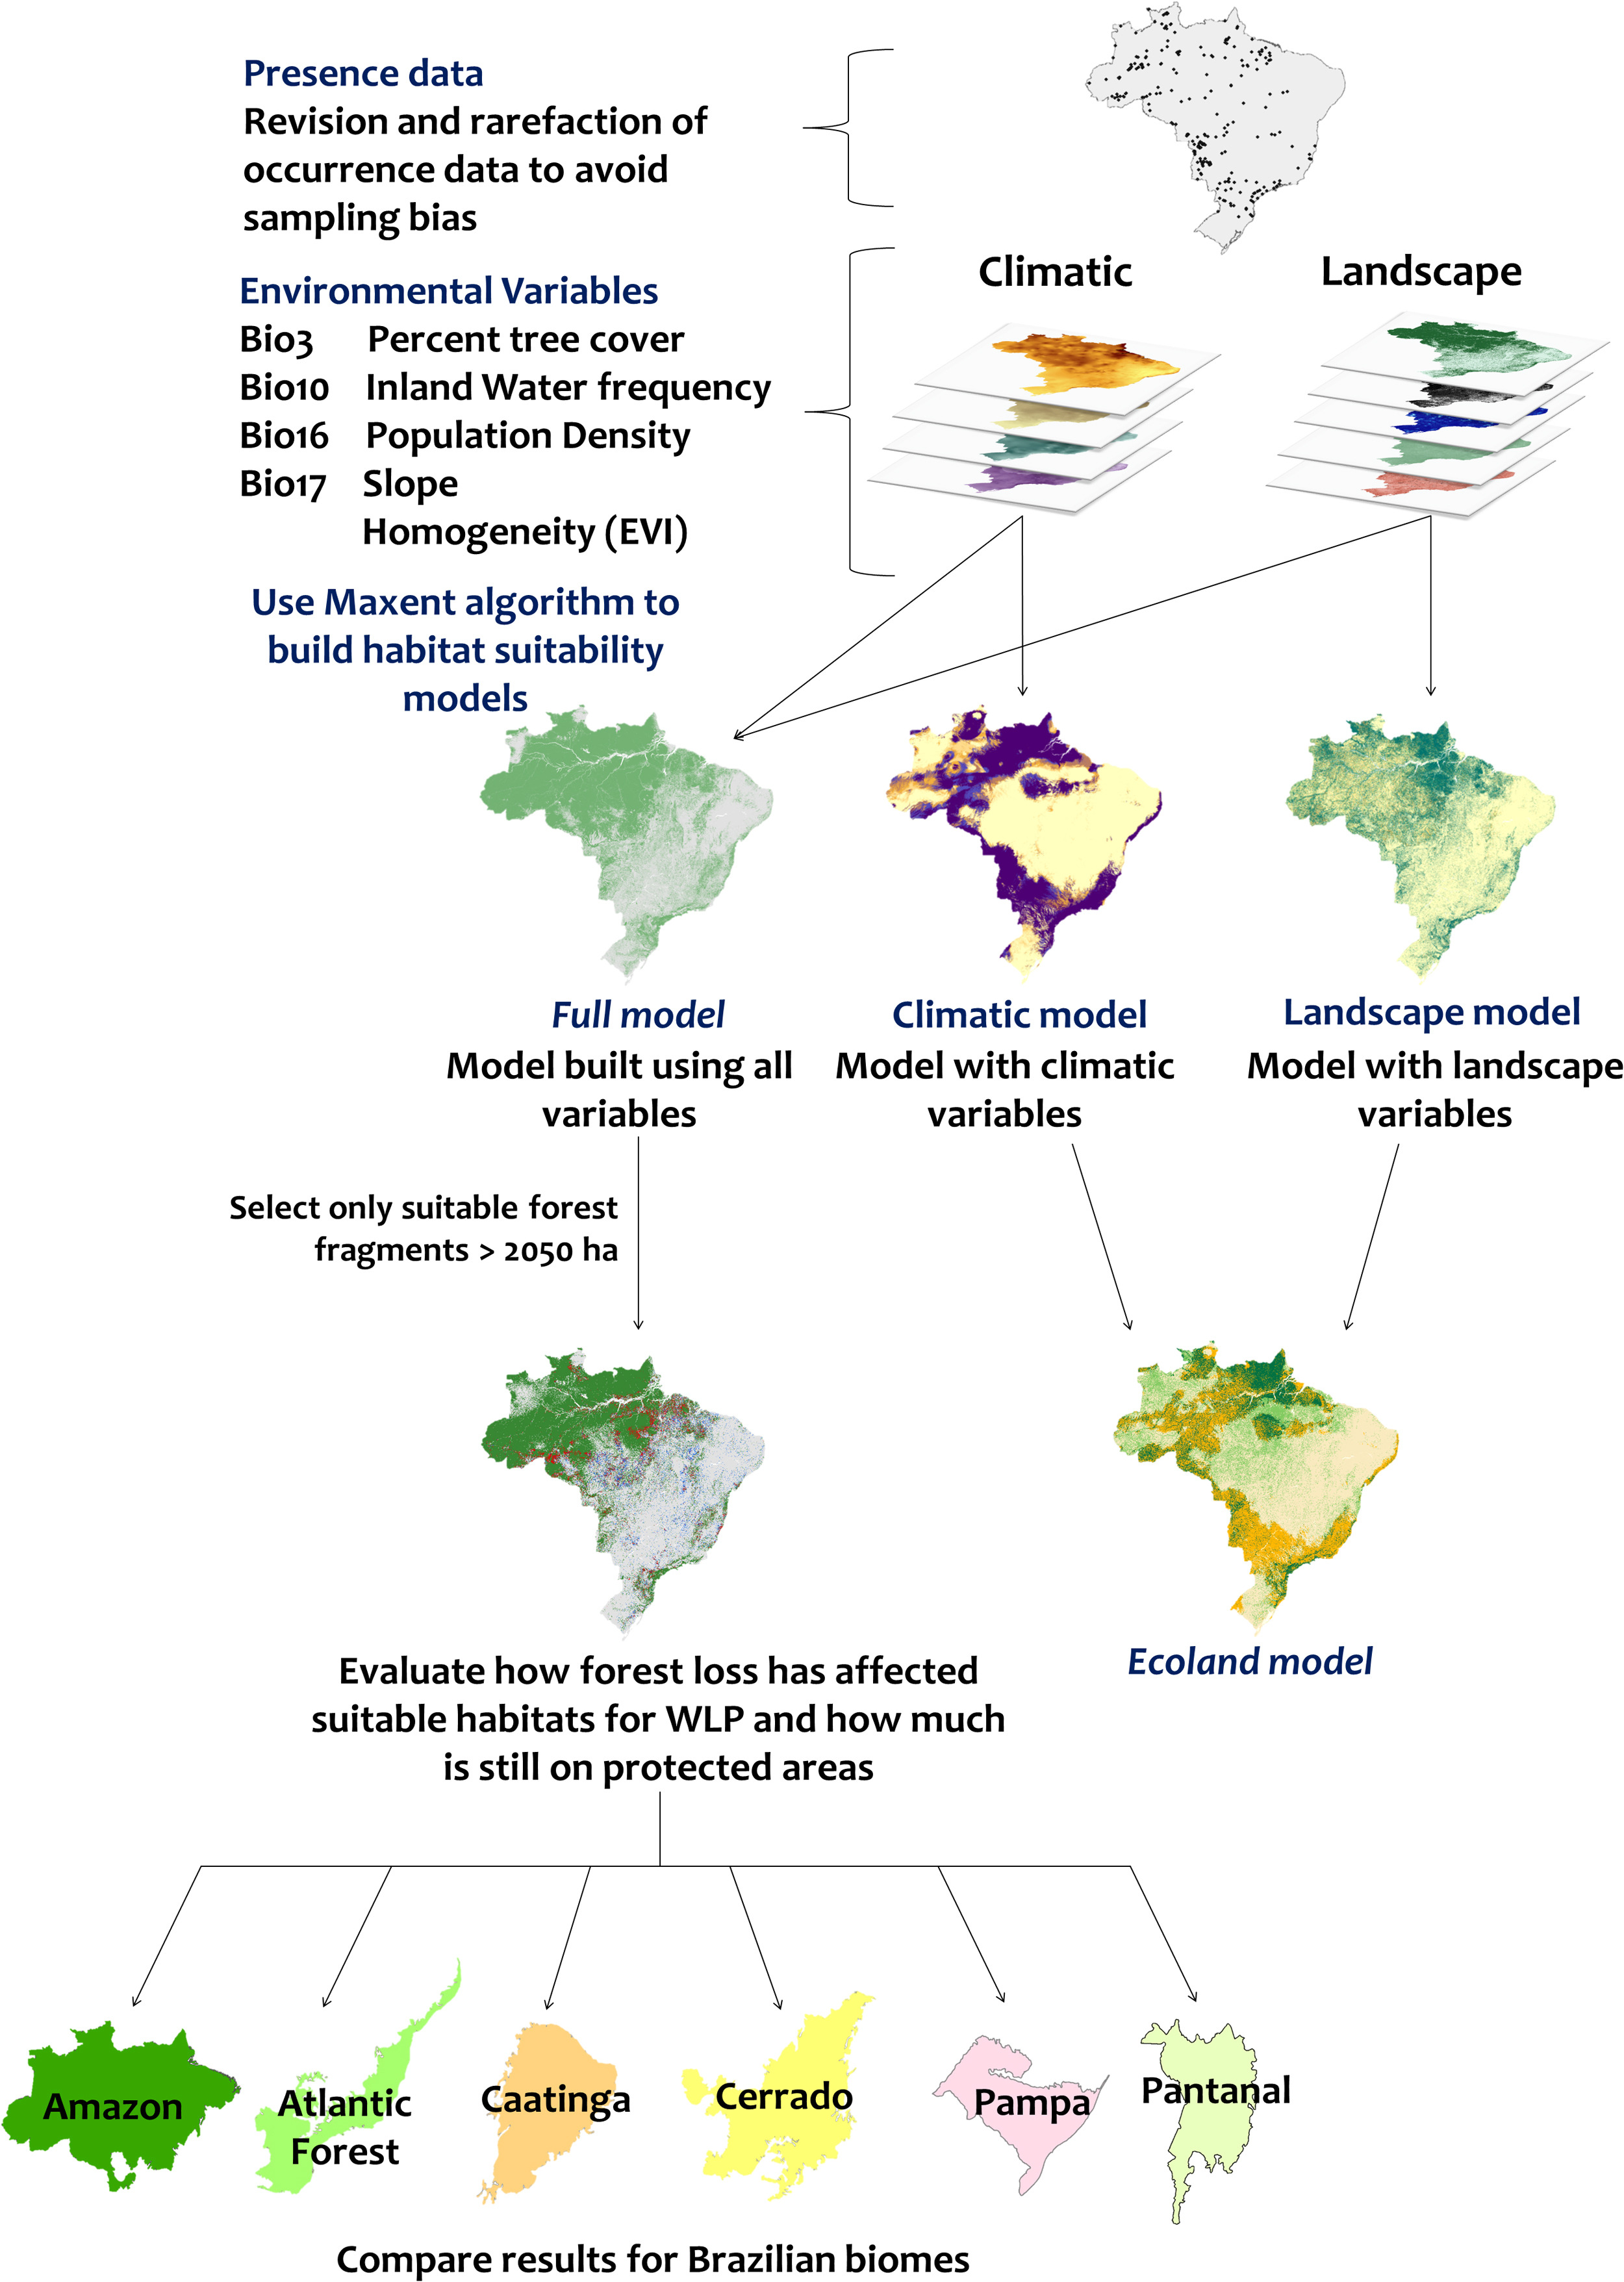 Presence data
Revision and rarefaction of
occurrence data to avoid
sampling bias
Environmental Variables
Bio3 Percent tree cover
Bio10 Inland Water frequency
Bio16 Population Density
Bio17 Slope
Homogeneity (EVI)
Climatic
Landscape
Use Maxent algorithm to
build habitat suitability
models
Full model
Model built using all
variables
Climatic model
Model with climatic
variables
Landscape model
Model with landscape
variables
Select only suitable forest
fragments > 2050 ha
Ecoland model
Evaluate how forest loss has affected
suitable habitats for WLP and how much
is still on protected areas
Amazon
Atlantic
Forest
Caatinga
Cerrado
Pampa
Pantanal
Compare results for Brazilian biomes